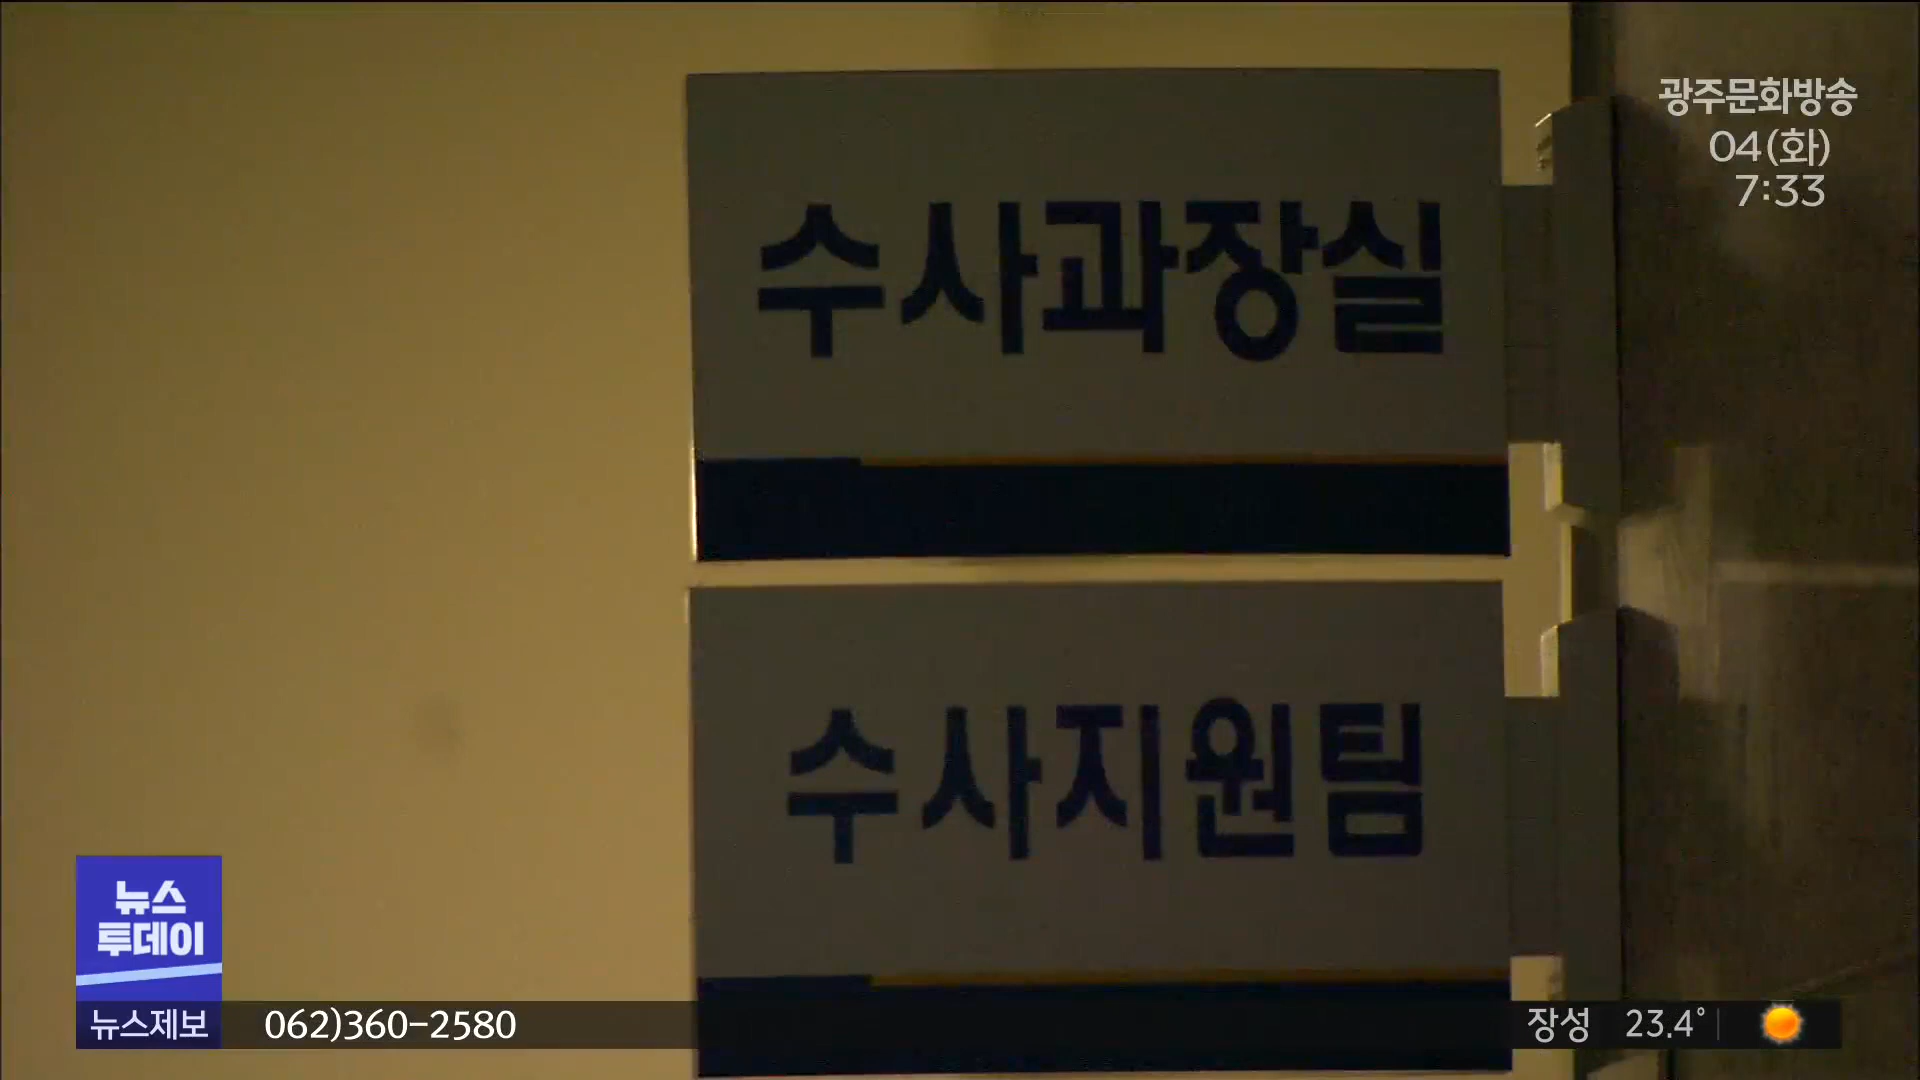 광주문화방송
04(화)
7:33
수사과장실
수사지원팀
뉴스
투데이
뉴스제보 062)360-2580
장성 23.4°